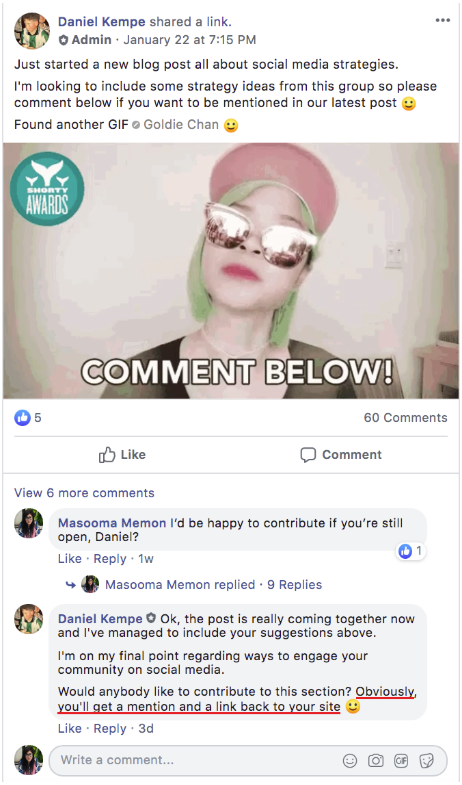 Daniel Kempe shared a link.
Admin · January 22 at 7:15 PM
Just started a new blog post all about social media strategies.
I'm looking to include some strategy ideas from this group so please
comment below if you want to be mentioned in our latest post 🙂
Found another GIF Goldie Chan 🙂
SHORTY
AWARDS
COMMENT BELOW!
5
60 Comments
Like
Comment
View 6 more comments
Masooma Memon I'd be happy to contribute if you're still
open, Daniel?
1
Like · Reply · 1w
Masooma Memon replied · 9 Replies
Daniel Kempe Ok, the post is really coming together now
and I've managed to include your suggestions above.
I'm on my final point regarding ways to engage your
community on social media.
Would anybody like to contribute to this section? Obviously,
you'll get a mention and a link back to your site 🙂
Like · Reply · 3d
Write a comment...
GIF